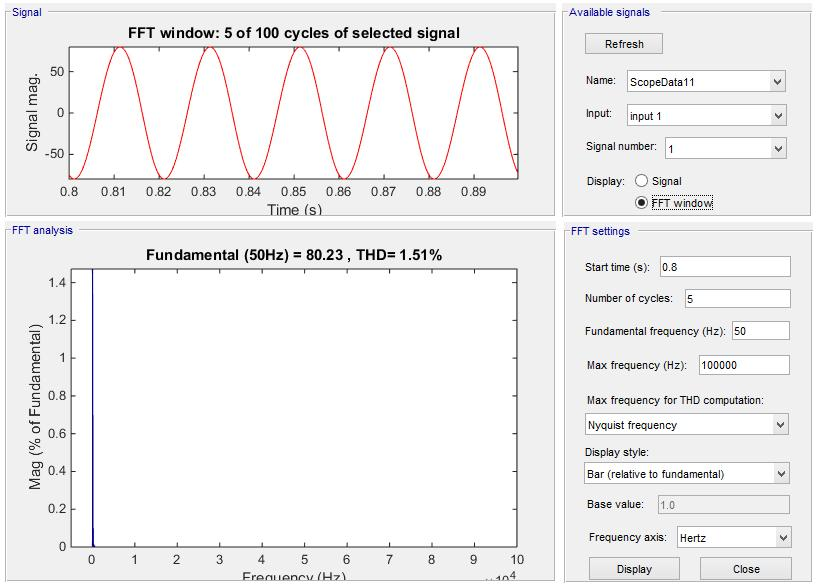 Signal
FFT window: 5 of 100 cycles of selected signal
Signal mag.
50
0
-50
0.8 0.81 0.82 0.83 0.84 0.85 0.86 0.87 0.88 0.89
Time (s)
Available signals
Refresh
Name: ScopeData11
Input: input 1
Signal number: 1
Display: Signal
FFT window
FFT analysis
Fundamental (50Hz) = 80.23 , THD= 1.51%
Mag (% of Fundamental)
1.4
1.2
1
0.8
0.6
0.4
0.2
0
0 1 2 3 4 5 6 7 8 9 10
Frequency (Hz)
×10⁴
FFT settings
Start time (s): 0.8
Number of cycles: 5
Fundamental frequency (Hz): 50
Max frequency (Hz): 100000
Max frequency for THD computation:
Nyquist frequency
Display style:
Bar (relative to fundamental)
Base value: 1.0
Frequency axis: Hertz
Display Close